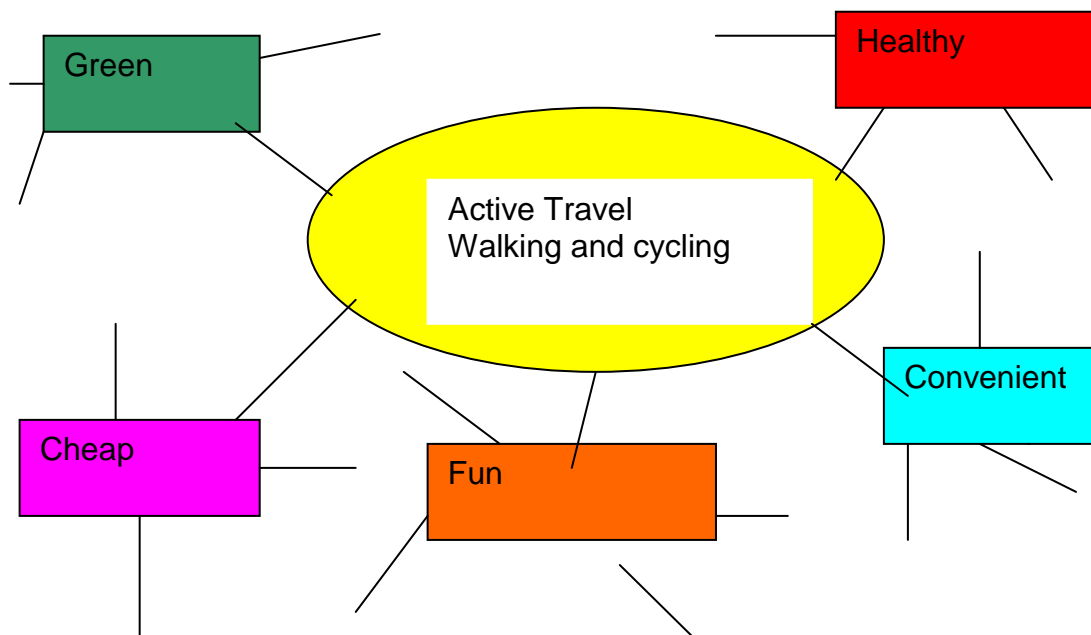 Green
Healthy
Active Travel
Walking and cycling
Convenient
Cheap
Fun